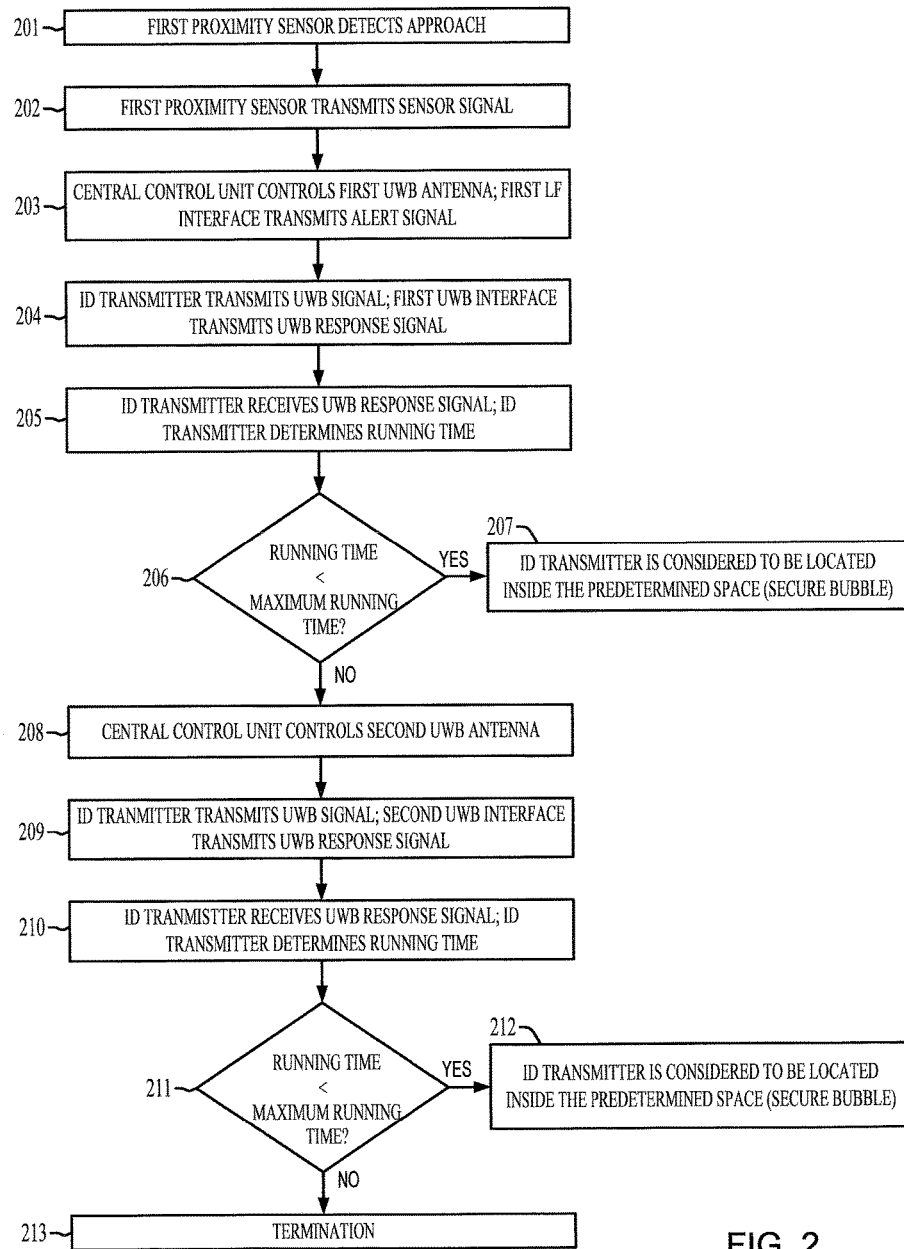 201
FIRST PROXIMITY SENSOR DETECTS APPROACH
202
FIRST PROXIMITY SENSOR TRANSMITS SENSOR SIGNAL
203
CENTRAL CONTROL UNIT CONTROLS FIRST UWB ANTENNA; FIRST LF
INTERFACE TRANSMITS ALERT SIGNAL
204
ID TRANSMITTER TRANSMITS UWB SIGNAL; FIRST UWB INTERFACE
TRANSMITS UWB RESPONSE SIGNAL
205
ID TRANSMITTER RECEIVES UWB RESPONSE SIGNAL; ID
TRANSMITTER DETERMINES RUNNING TIME
206
RUNNING TIME
<
MAXIMUM RUNNING
TIME?
YES
207
ID TRANSMITTER IS CONSIDERED TO BE LOCATED
INSIDE THE PREDETERMINED SPACE (SECURE BUBBLE)
NO
208
CENTRAL CONTROL UNIT CONTROLS SECOND UWB ANTENNA
209
ID TRANMITTER TRANSMITS UWB SIGNAL; SECOND UWB INTERFACE
TRANSMITS UWB RESPONSE SIGNAL
210
ID TRANMISTTER RECEIVES UWB RESPONSE SIGNAL; ID
TRANSMITTER DETERMINES RUNNING TIME
211
RUNNING TIME
<
MAXIMUM RUNNING
TIME?
YES
212
ID TRANSMITTER IS CONSIDERED TO BE LOCATED
INSIDE THE PREDETERMINED SPACE (SECURE BUBBLE)
NO
213
TERMINATION
FIG. 2